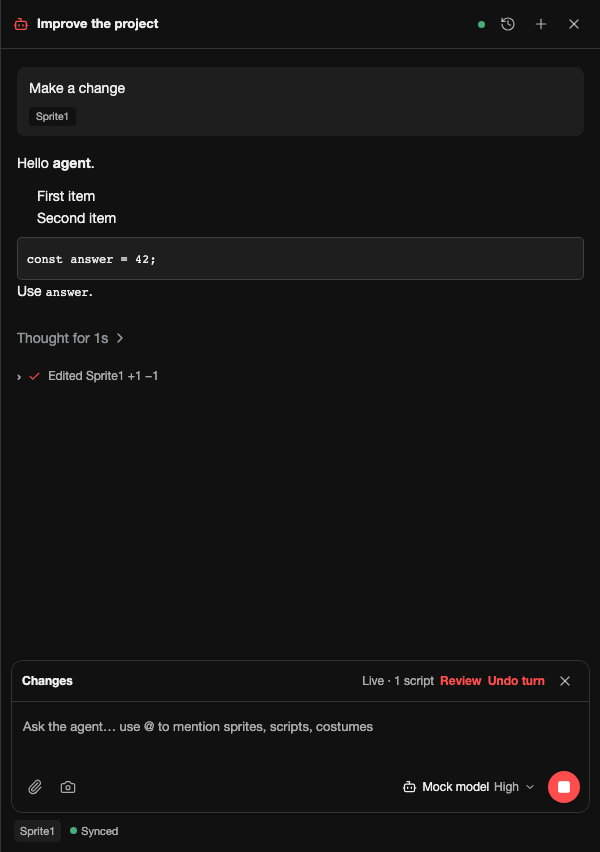 Improve the project
Make a change
Sprite1
Hello agent.
First item
Second item
const answer = 42;
Use answer.
Thought for 1s
Edited Sprite1 +1 −1
Changes
Live · 1 script Review Undo turn
Ask the agent… use @ to mention sprites, scripts, costumes
Mock model High
Sprite1
Synced